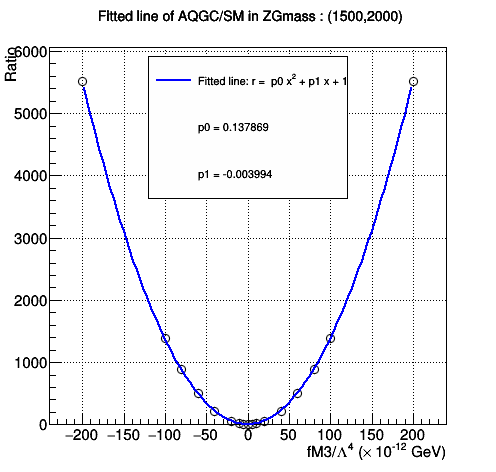 FItted line of AQGC/SM in ZGmass : (1500,2000)
Ratio
6000
5000
4000
3000
2000
1000
0
Fitted line: r = p0 x² + p1 x + 1
p0 = 0.137869
p1 = -0.003994
−200 −150 −100 −50 0 50 100 150 200
fM3/Λ⁴ (× 10⁻¹² GeV)